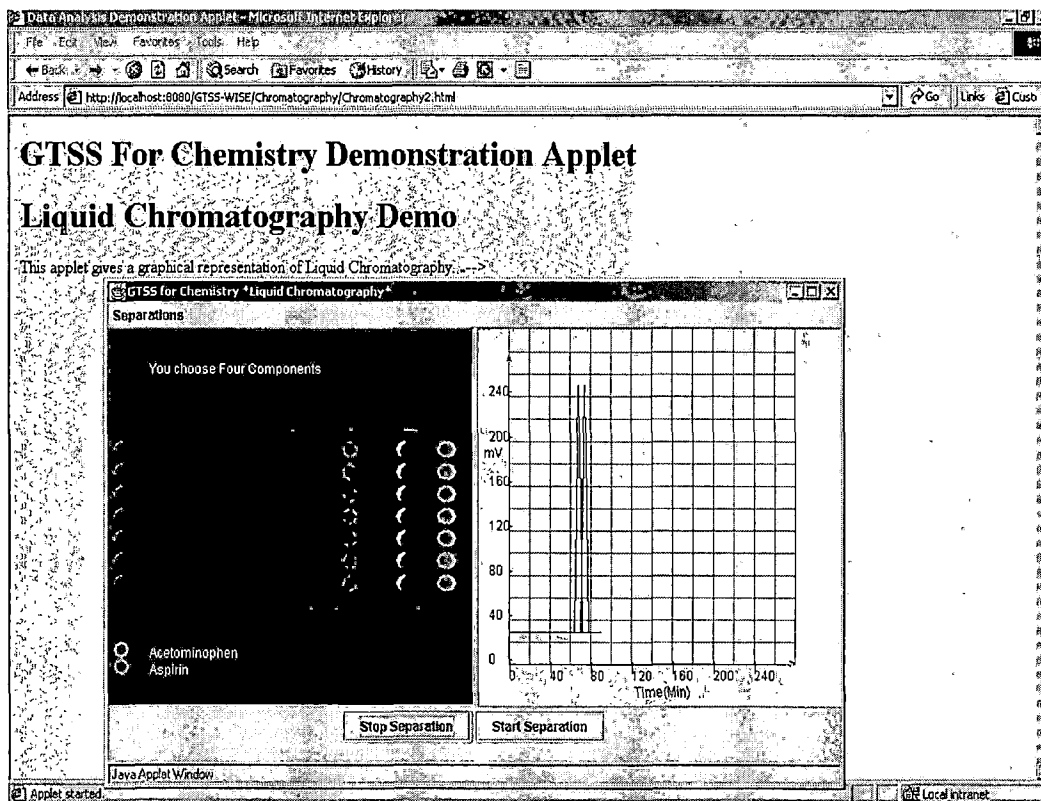 Data Analysis Demonstration Applet - Microsoft Internet Explorer
File Edit View Favorites Tools Help
Back Search Favorites History
Address http://localhost:8080/GTSS-WISE/Chromatography/Chromatography2.html Go Links Cust
GTSS For Chemistry Demonstration Applet
Liquid Chromatography Demo
This applet gives a graphical representation of Liquid Chromatography. -->
GTSS for Chemistry *Liquid Chromatography*
Separations
You choose Four Components
240
200
mV
160
120
80
40
0
0 40 80 120 160 200 240
Time(Min)
Acetominophen
Aspirin
Stop Separation Start Separation
Java Applet Window
Applet started. Local intranet